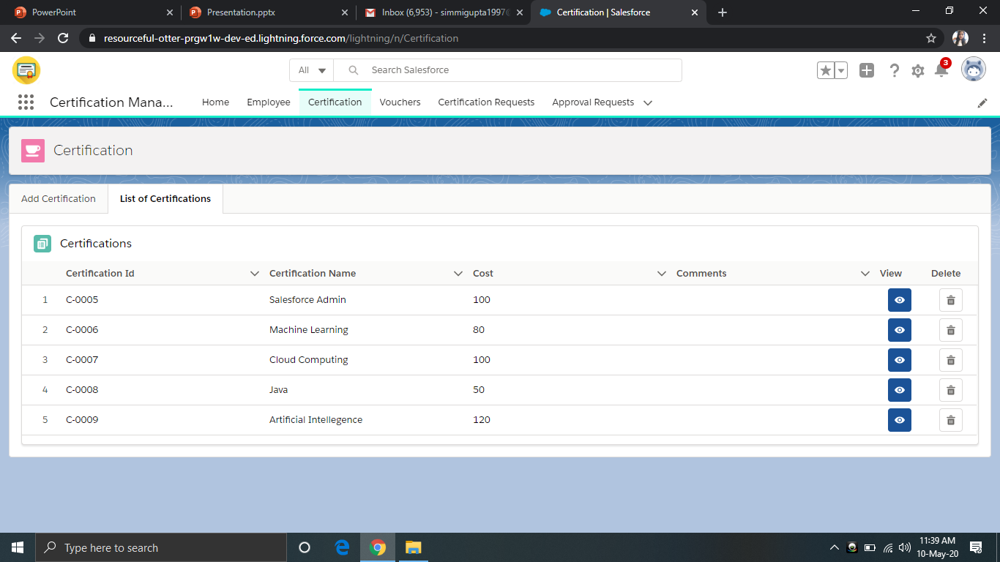 PowerPoint
Presentation.pptx
Inbox (6,953) - simmigupta1997@
Certification | Salesforce
resourceful-otter-prgw1w-dev-ed.lightning.force.com/lightning/n/Certification
All
Search Salesforce
3
Certification Mana...
Home
Employee
Certification
Vouchers
Certification Requests
Approval Requests
Certification
Add Certification
List of Certifications
Certifications
Certification Id Certification Name Cost Comments View Delete
1 C-0005 Salesforce Admin 100
2 C-0006 Machine Learning 80
3 C-0007 Cloud Computing 100
4 C-0008 Java 50
5 C-0009 Artificial Intellegence 120
Type here to search
11:39 AM
10-May-20